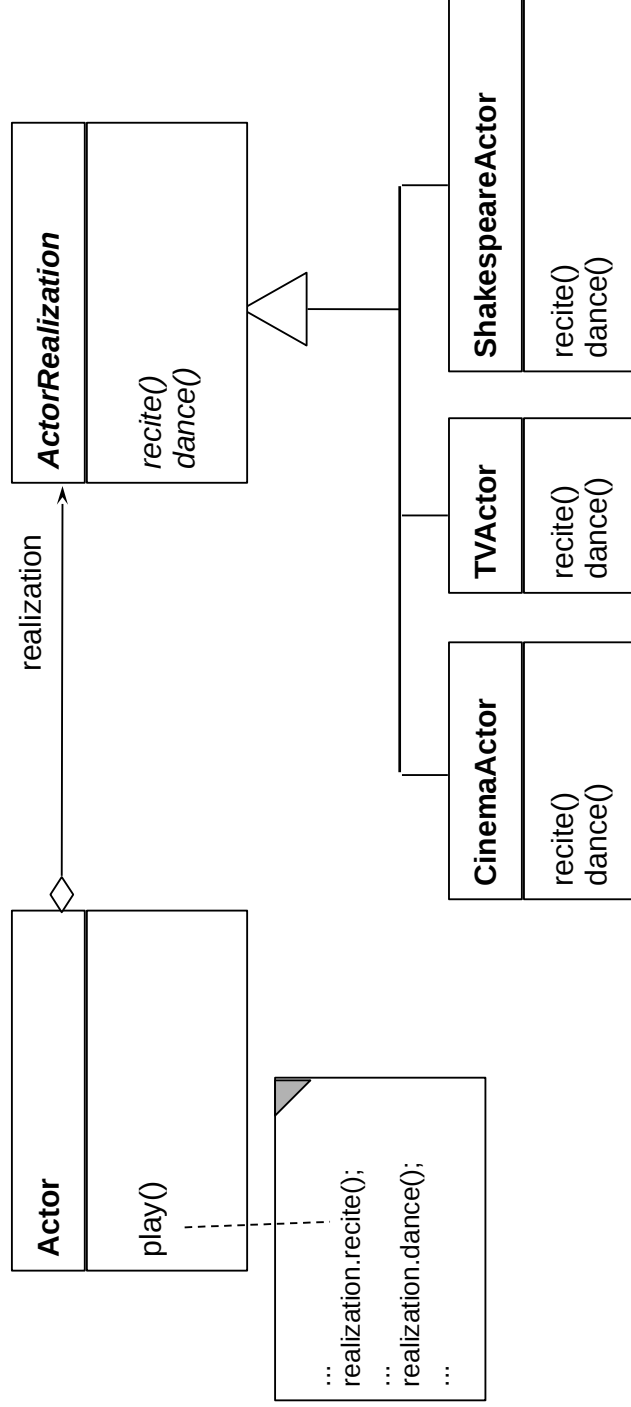 Actor
play()
realization
ActorRealization
recite()
dance()
...
realization.recite();
...
realization.dance();
...
CinemaActor
recite()
dance()
TVActor
recite()
dance()
ShakespeareActor
recite()
dance()